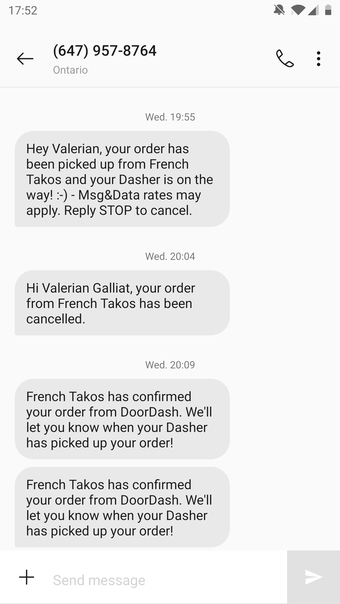 17:52
(647) 957-8764
Ontario
Wed. 19:55
Hey Valerian, your order has
been picked up from French
Takos and your Dasher is on the
way! :-) - Msg&Data rates may
apply. Reply STOP to cancel.
Wed. 20:04
Hi Valerian Galliat, your order
from French Takos has been
cancelled.
Wed. 20:09
French Takos has confirmed
your order from DoorDash. We'll
let you know when your Dasher
has picked up your order!
French Takos has confirmed
your order from DoorDash. We'll
let you know when your Dasher
has picked up your order!
Send message